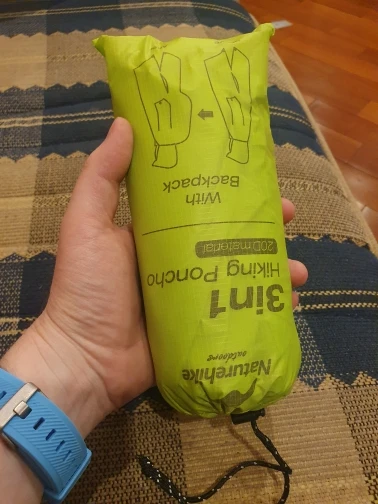 Naturehike
outdoors
3in1
Hiking Poncho
20D material
With
Backpack